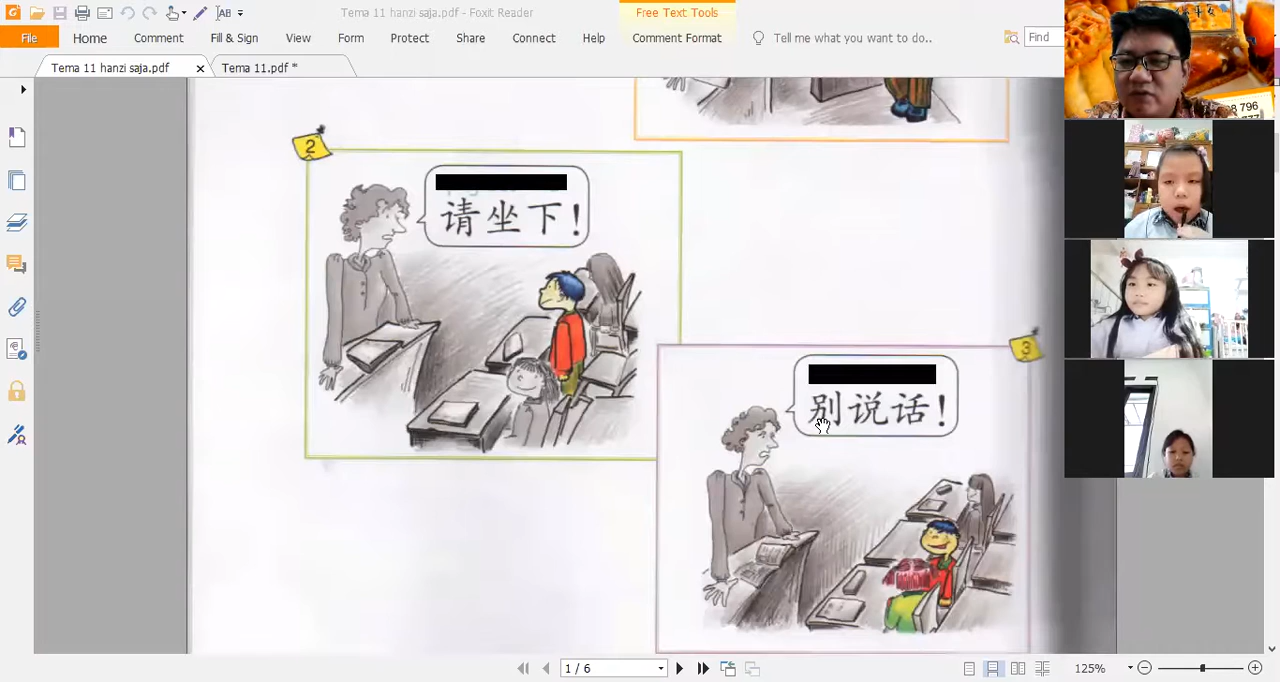 Tema 11 hanzi saja.pdf - Foxit Reader
Free Text Tools
File Home Comment Fill & Sign View Form Protect Share Connect Help Comment Format Tell me what you want to do.. Find
Tema 11 hanzi saja.pdf
Tema 11.pdf *
2
请坐下!
3
别说话!
1 / 6
125%